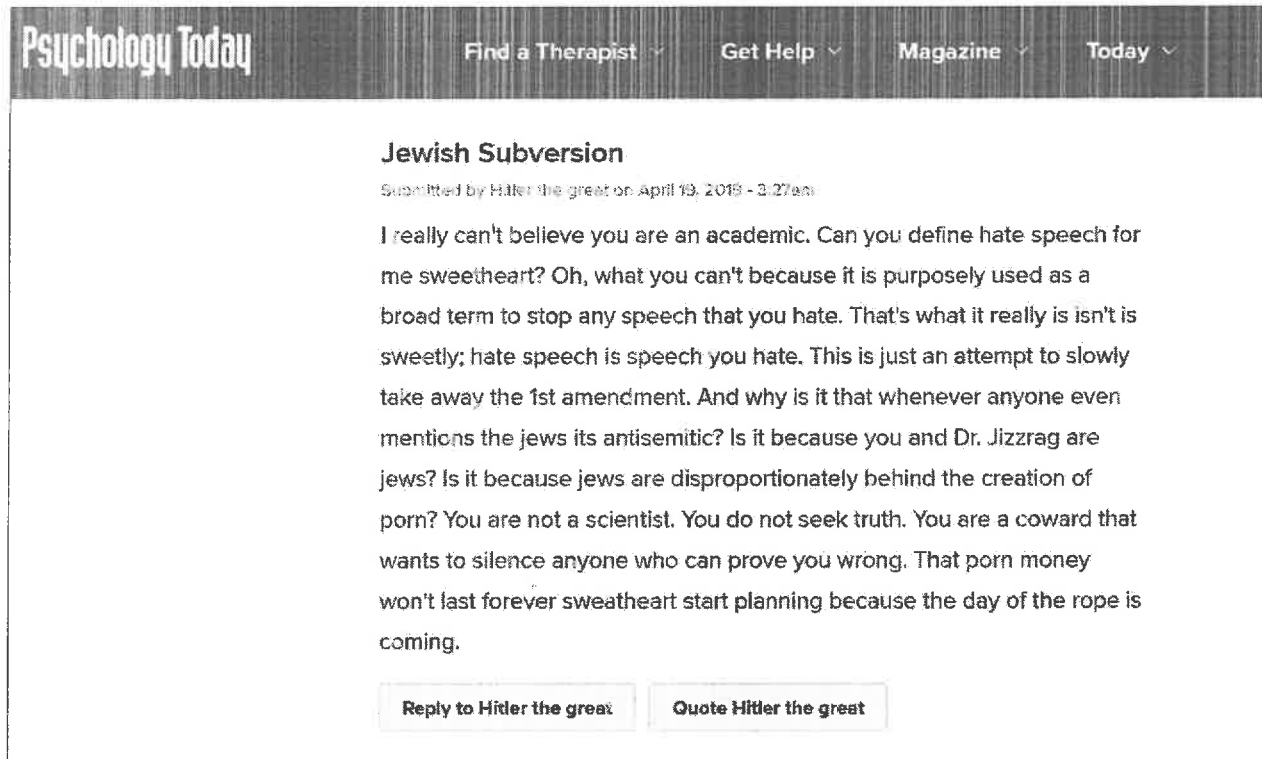 Psychology Today
Find a Therapist Get Help Magazine Today
Jewish Subversion
Submitted by Hitler the great on April 19, 2019 - 3:27am
I really can't believe you are an academic. Can you define hate speech for
me sweetheart? Oh, what you can't because it is purposely used as a
broad term to stop any speech that you hate. That's what it really is isn't is
sweetly; hate speech is speech you hate. This is just an attempt to slowly
take away the 1st amendment. And why is it that whenever anyone even
mentions the jews its antisemitic? Is it because you and Dr. Jizzrag are
jews? Is it because jews are disproportionately behind the creation of
porn? You are not a scientist. You do not seek truth. You are a coward that
wants to silence anyone who can prove you wrong. That porn money
won't last forever sweatheart start planning because the day of the rope is
coming.
Reply to Hitler the great Quote Hitler the great